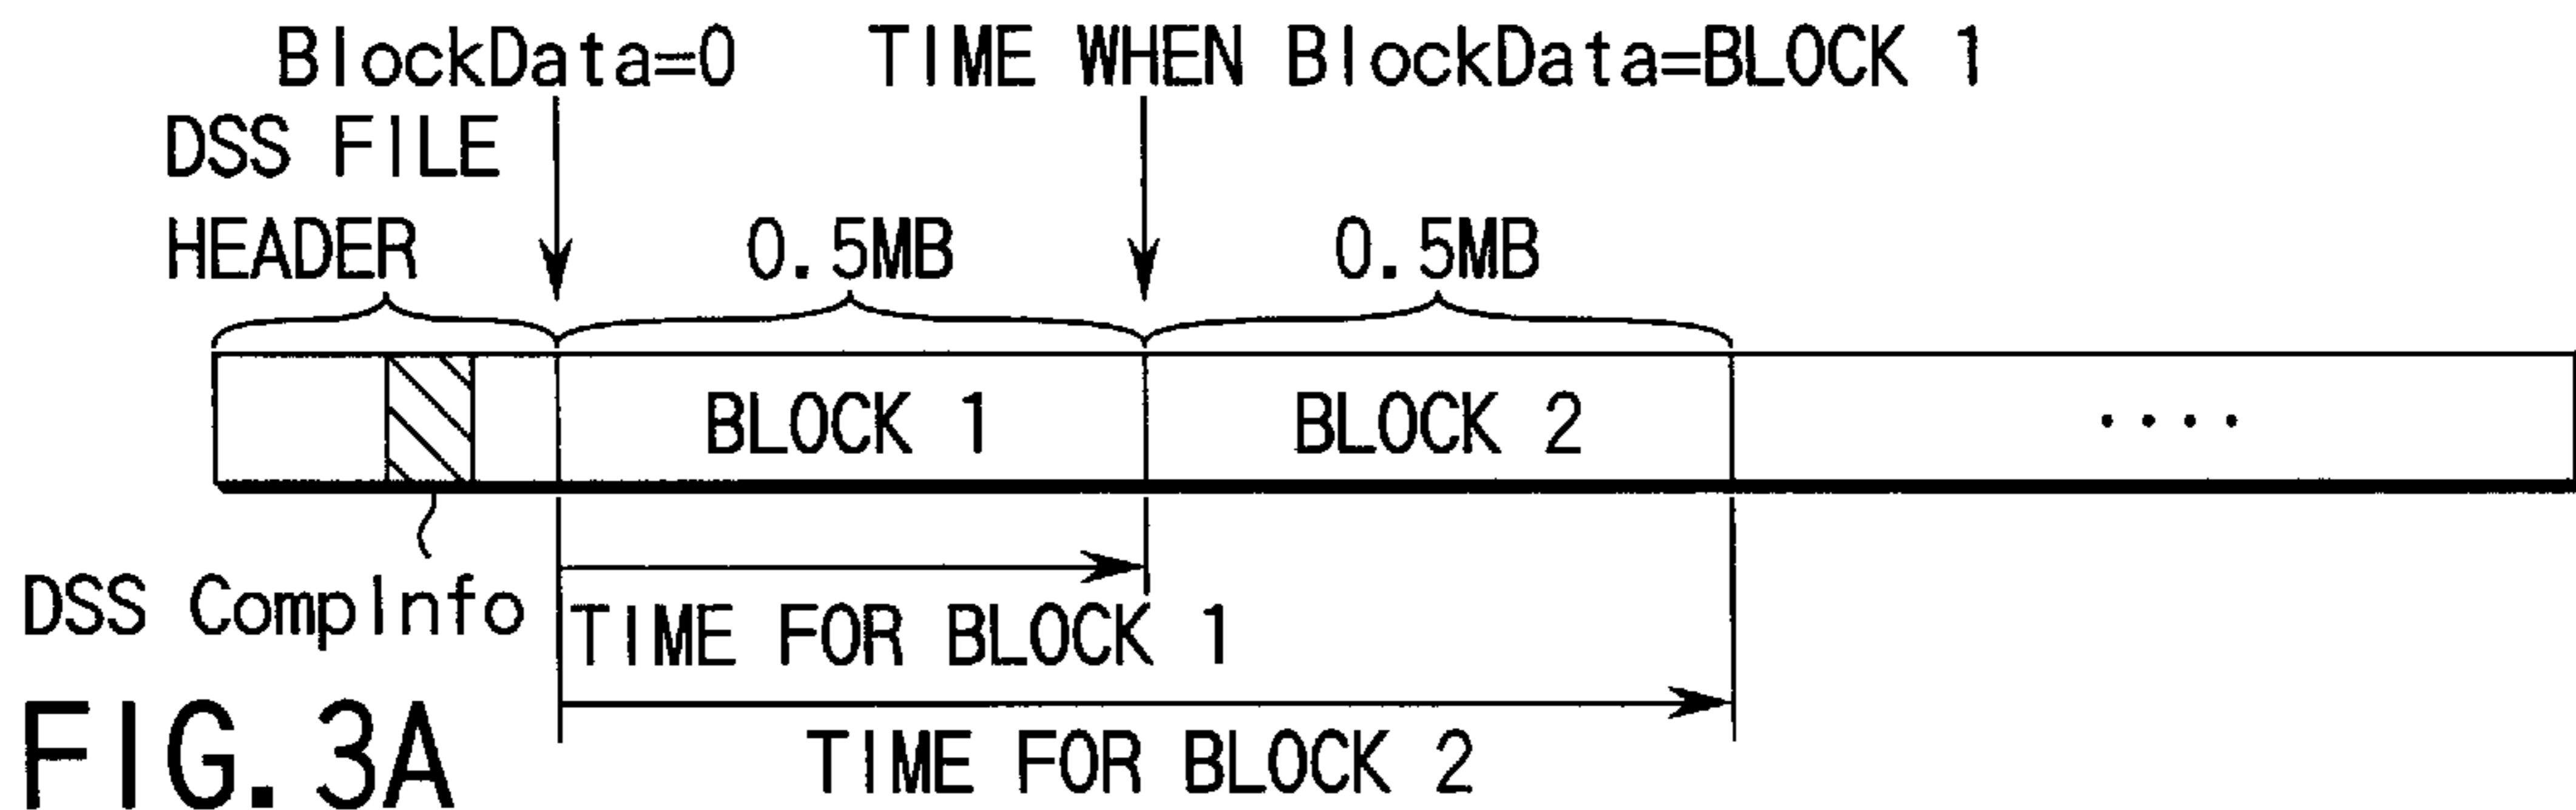 BlockData=0 TIME WHEN BlockData=BLOCK 1
DSS FILE
HEADER 0.5MB 0.5MB
BLOCK 1 BLOCK 2 ....
DSS CompInfo TIME FOR BLOCK 1
TIME FOR BLOCK 2
FIG. 3A